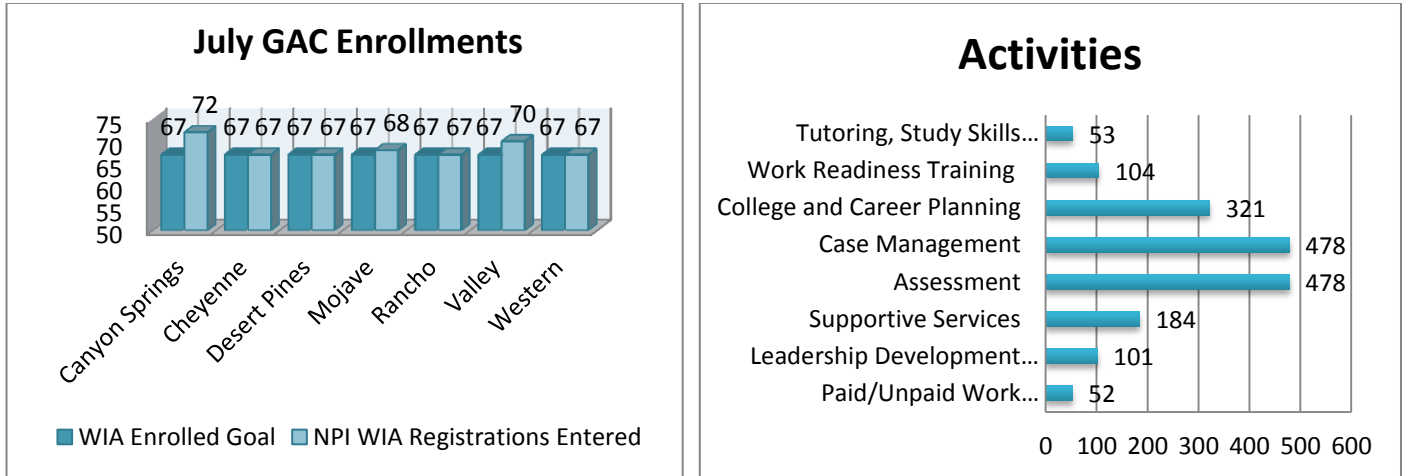 July GAC Enrollments
75
70
65
60
55
50
67 72 67 67 67 67 67 68 67 67 67 70 67 67
Canyon Springs
Cheyenne
Desert Pines
Mojave
Rancho
Valley
Western
WIA Enrolled Goal NPI WIA Registrations Entered
Activities
Tutoring, Study Skills… 53
Work Readiness Training 104
College and Career Planning 321
Case Management 478
Assessment 478
Supportive Services 184
Leadership Development… 101
Paid/Unpaid Work… 52
0 100 200 300 400 500 600